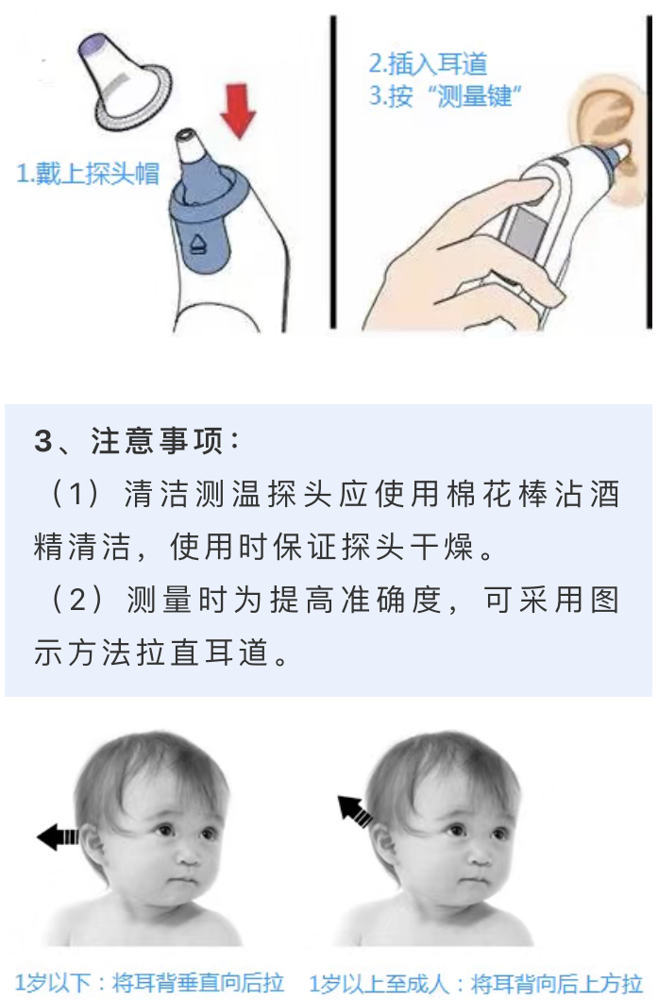 1.戴上探头帽
2.插入耳道
3.按“测量键”
3、注意事项：
（1）清洁测温探头应使用棉花棒沾酒
精清洁，使用时保证探头干燥。
（2）测量时为提高准确度，可采用图
示方法拉直耳道。
1岁以下：将耳背垂直向后拉
1岁以上至成人：将耳背向后上方拉